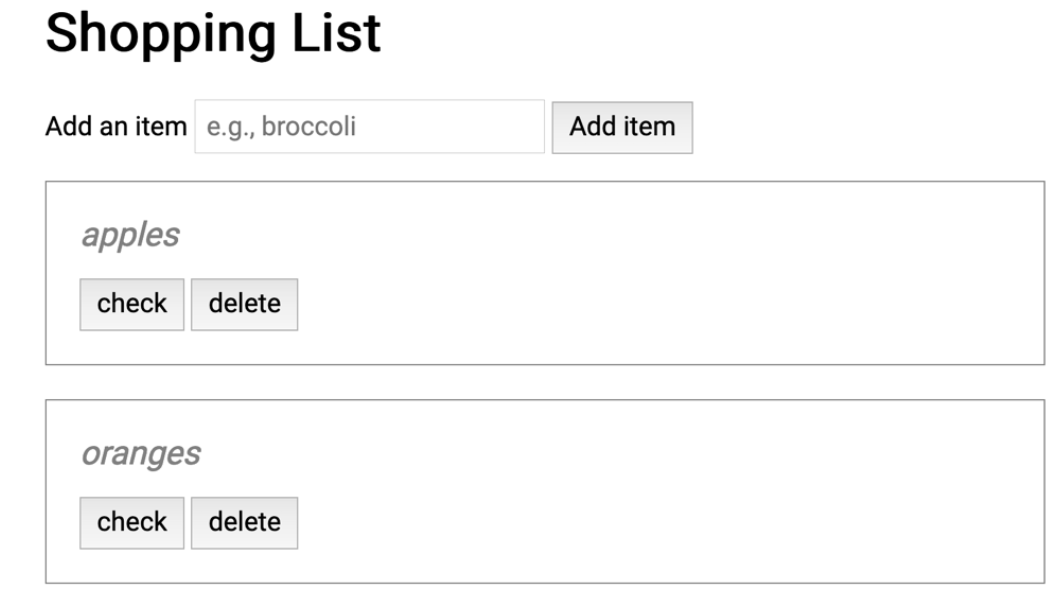 Shopping List
Add an item e.g., broccoli Add item
apples
check delete
oranges
check delete